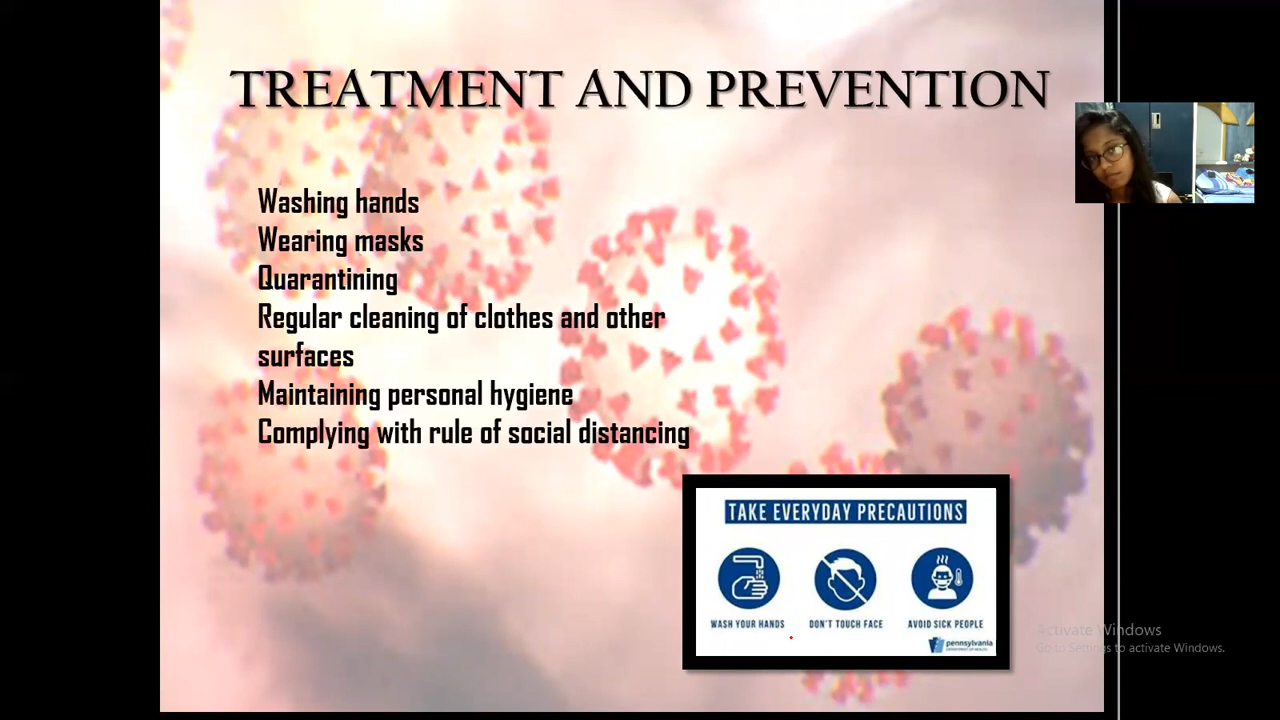 TREATMENT AND PREVENTION
Washing hands
Wearing masks
Quarantining
Regular cleaning of clothes and other
surfaces
Maintaining personal hygiene
Complying with rule of social distancing
TAKE EVERYDAY PRECAUTIONS
WASH YOUR HANDS
DON'T TOUCH FACE
AVOID SICK PEOPLE
pennsylvania
DEPARTMENT OF HEALTH
Activate Windows
Go to Settings to activate Windows.